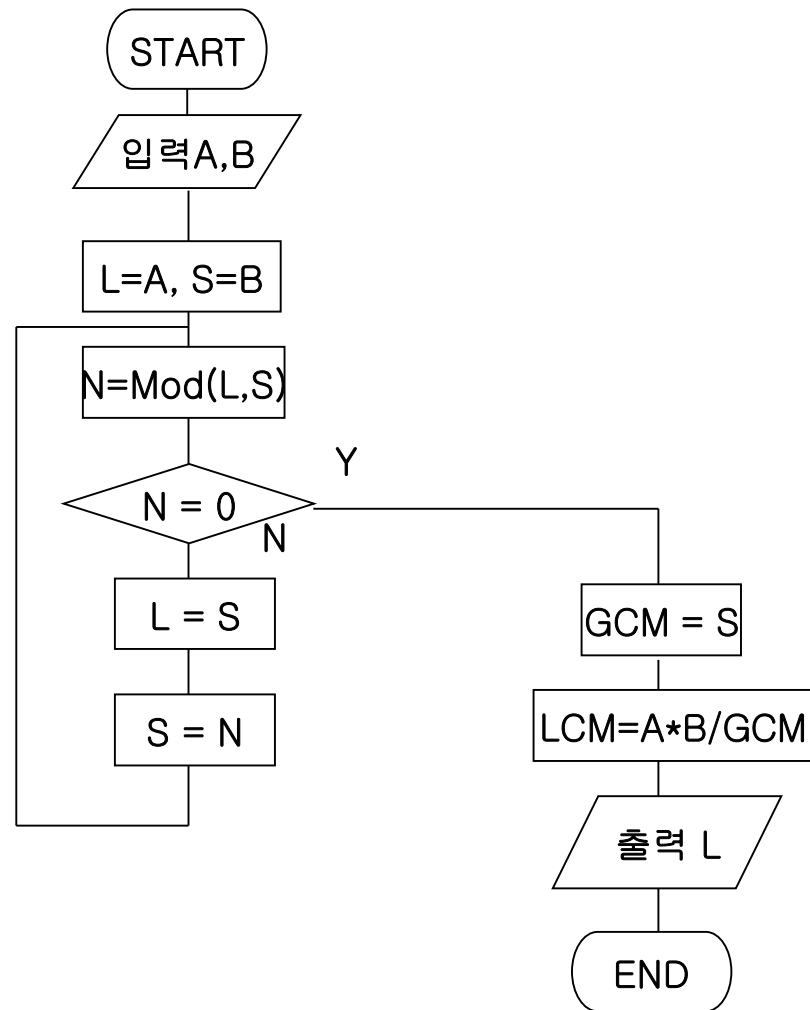 START
입력A,B
L=A, S=B
N=Mod(L,S)
Y
N = 0
N
L = S
S = N
GCM = S
LCM=A*B/GCM
출력 L
END